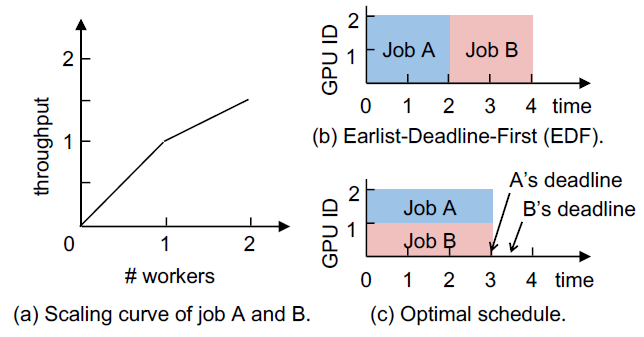 throughput
2
1
0
1
2
# workers
(a) Scaling curve of job A and B.
GPU ID
2
1
Job A
Job B
0 1 2 3 4 time
(b) Earlist-Deadline-First (EDF).
GPU ID
2
1
Job A
Job B
A's deadline
B's deadline
0 1 2 3 4 time
(c) Optimal schedule.